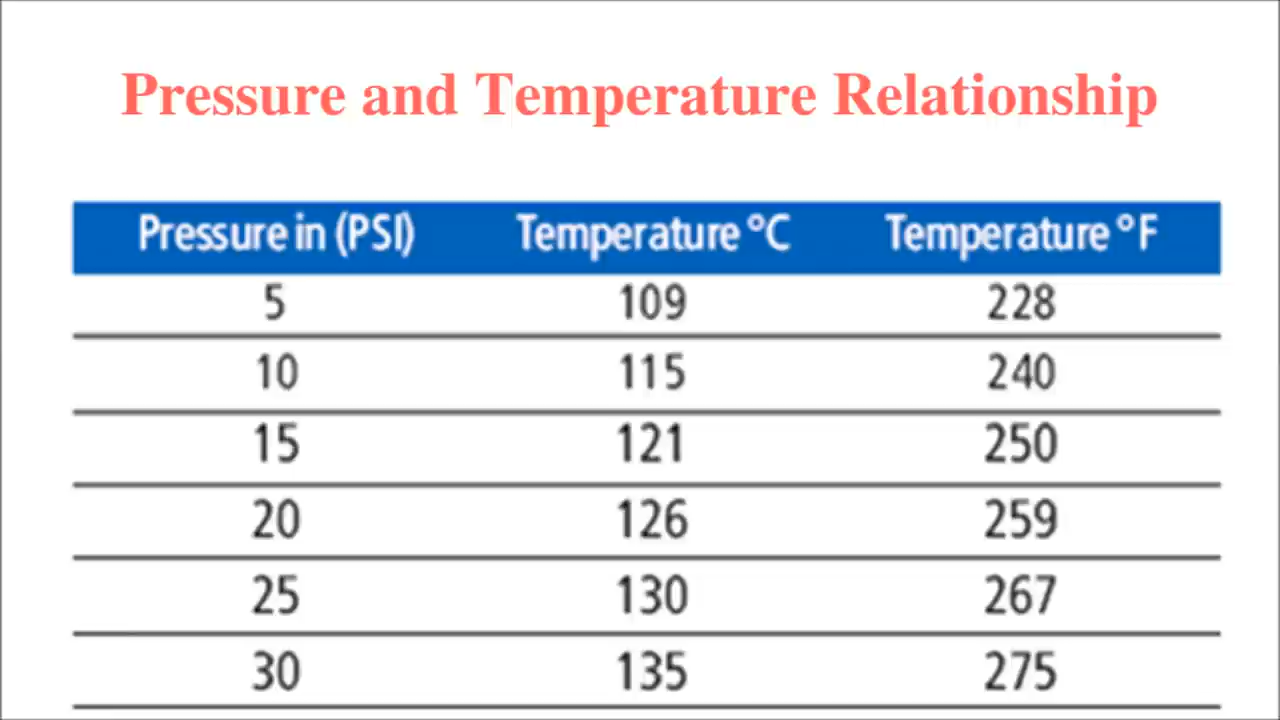 Pressure and Temperature Relationship
Pressure in (PSI) Temperature °C Temperature °F
5 109 228
10 115 240
15 121 250
20 126 259
25 130 267
30 135 275